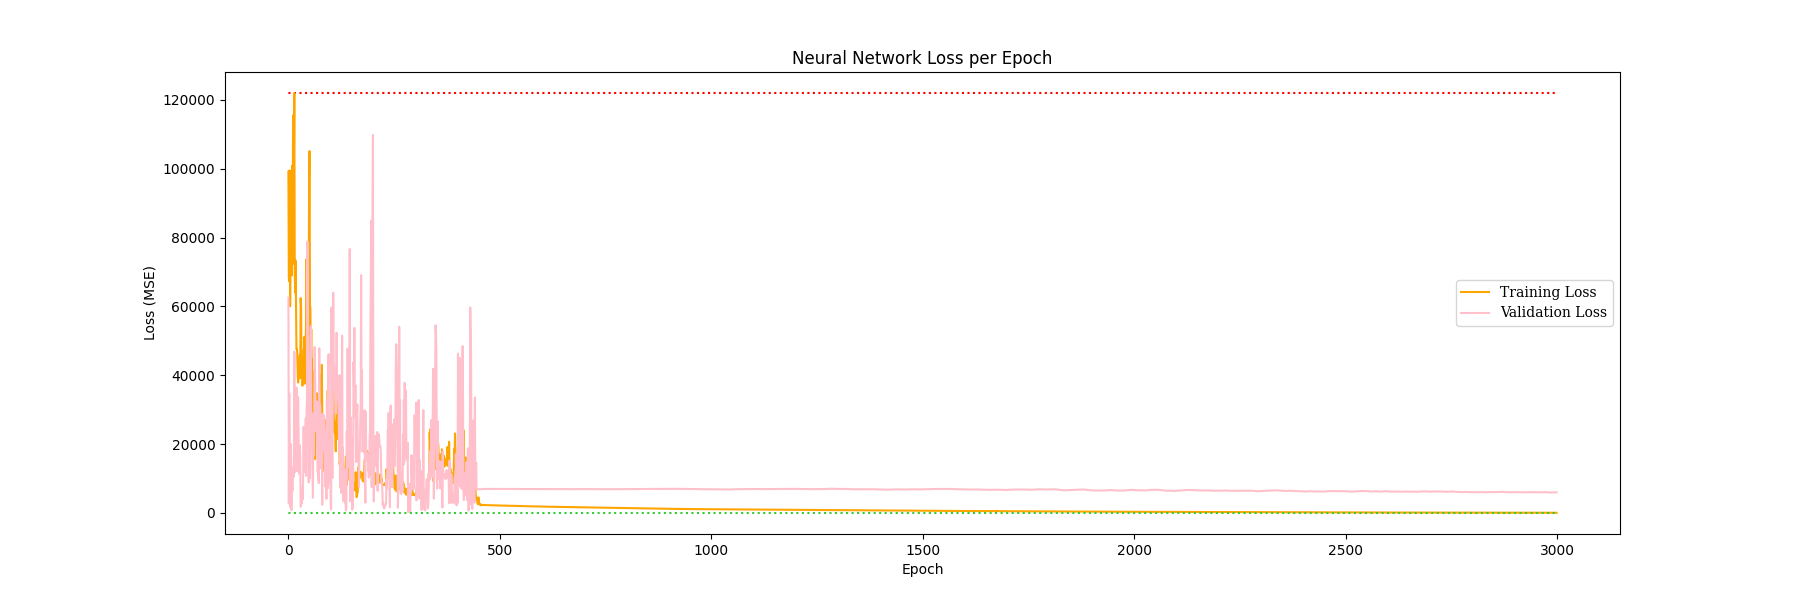 Neural Network Loss per Epoch
120000
100000
80000
60000
40000
20000
0
Loss (MSE)
Training Loss
Validation Loss
0 500 1000 1500 2000 2500 3000
Epoch